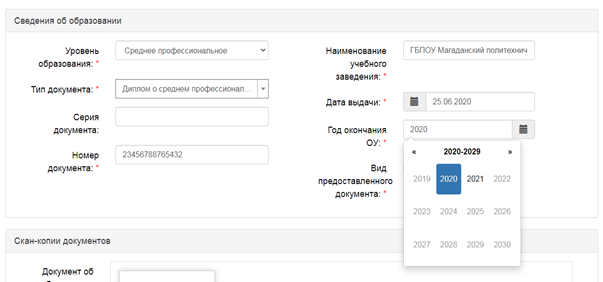 Сведения об образовании
Уровень
образования: *
Среднее профессиональное
Тип документа: *
Диплом о среднем профессионал...
Серия
документа:
Номер
документа: *
23456788765432
Наименование
учебного
заведения: *
ГБПОУ Магаданский политехнич
Дата выдачи: *
25.06.2020
Год окончания
ОУ: *
2020
Вид
предоставленного
документа: *
« 2020-2029 »
2019 2020 2021 2022
2023 2024 2025 2026
2027 2028 2029 2030
Скан-копии документов
Документ об